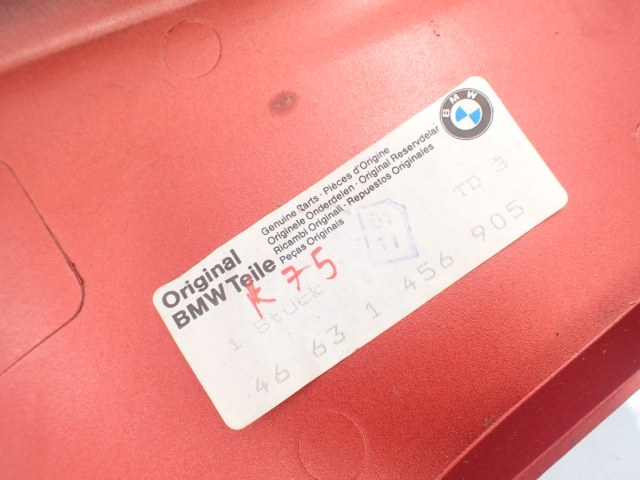 BMW
Original
BMW Teile
Genuine Parts · Pièces d'Origine
Originele Onderdelen · Original Reservdelar
Ricambi Originali · Repuestos Originales
Peças Originais
K 75
1 Stück
TD 3
46 63 1 456 905